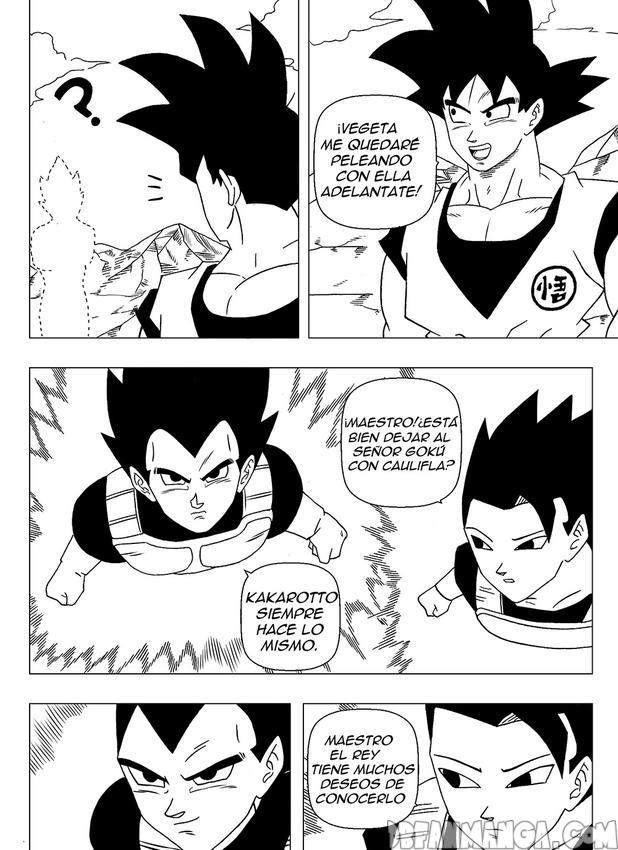 ?
¡VEGETA
ME QUEDARÉ
PELEANDO
CON ELLA
ADELANTATE!
悟
¡MAESTRO!¿ESTÁ
BIEN DEJAR AL
SEÑOR GOKÚ
CON CAULIFLA?
KAKAROTTO
SIEMPRE
HACE LO
MISMO.
MAESTRO
EL REY
TIENE MUCHOS
DESEOS DE
CONOCERLO
DBFANMANGA.COM